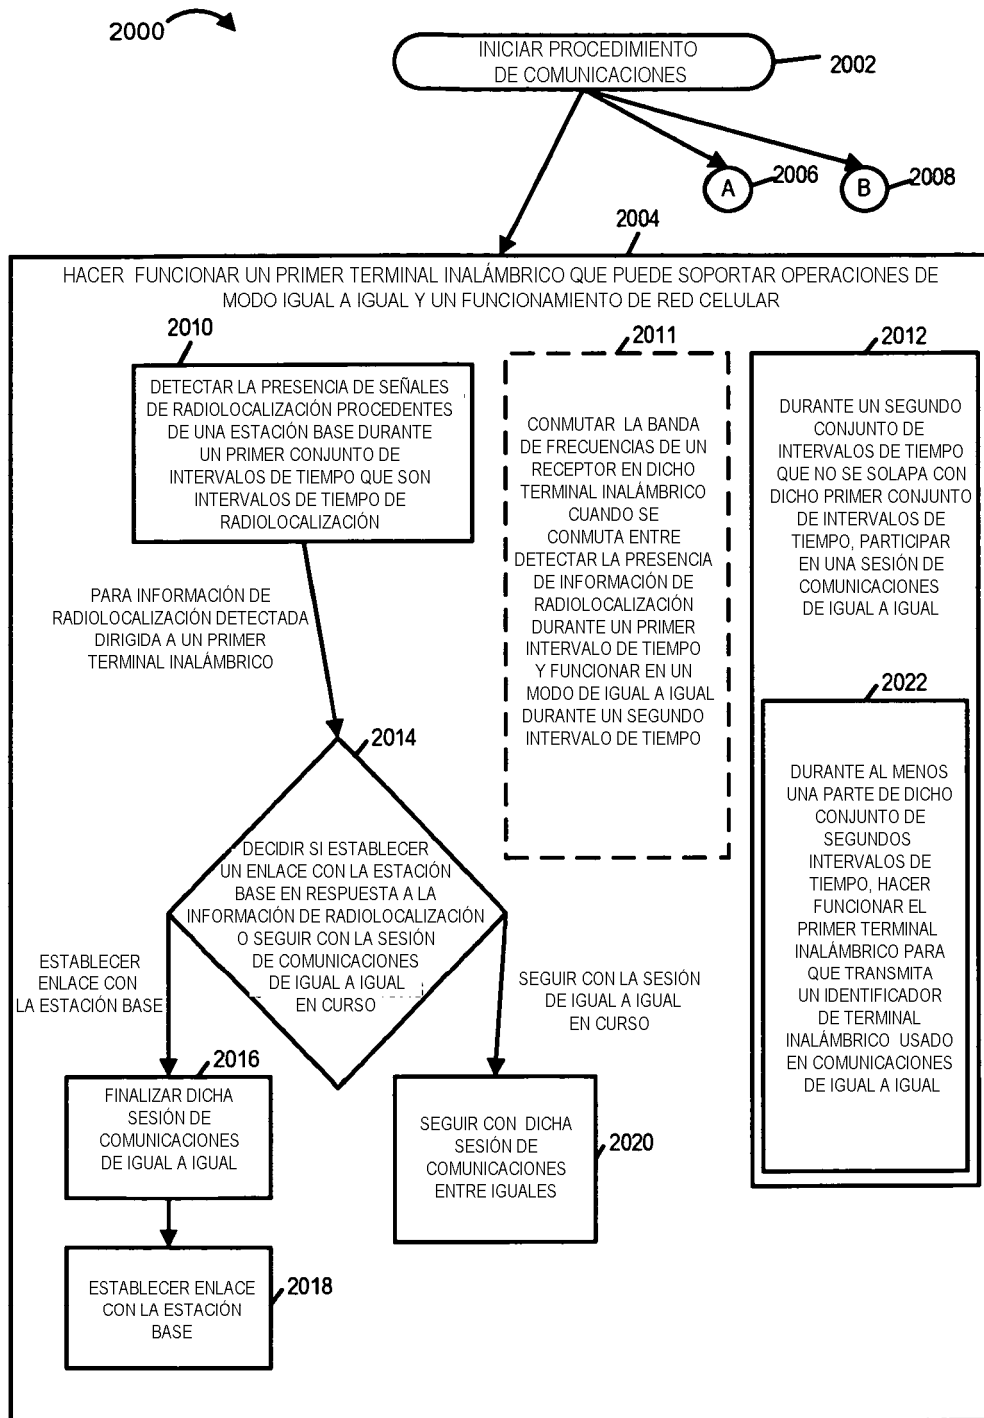 2000
INICIAR PROCEDIMIENTO
DE COMUNICACIONES
2002
A
2006
B
2008
2004
HACER FUNCIONAR UN PRIMER TERMINAL INALÁMBRICO QUE PUEDE SOPORTAR OPERACIONES DE
MODO IGUAL A IGUAL Y UN FUNCIONAMIENTO DE RED CELULAR
2010
DETECTAR LA PRESENCIA DE SEÑALES
DE RADIOLOCALIZACIÓN PROCEDENTES
DE UNA ESTACIÓN BASE DURANTE
UN PRIMER CONJUNTO DE
INTERVALOS DE TIEMPO QUE SON
INTERVALOS DE TIEMPO DE
RADIOLOCALIZACIÓN
2011
CONMUTAR LA BANDA
DE FRECUENCIAS DE UN
RECEPTOR EN DICHO
TERMINAL INALÁMBRICO
CUANDO SE
CONMUTA ENTRE
DETECTAR LA PRESENCIA
DE INFORMACIÓN DE
RADIOLOCALIZACIÓN
DURANTE UN PRIMER
INTERVALO DE TIEMPO
Y FUNCIONAR EN UN
MODO DE IGUAL A IGUAL
DURANTE UN SEGUNDO
INTERVALO DE TIEMPO
2012
DURANTE UN SEGUNDO
CONJUNTO DE
INTERVALOS DE TIEMPO
QUE NO SE SOLAPA CON
DICHO PRIMER CONJUNTO
DE INTERVALOS DE
TIEMPO, PARTICIPAR
EN UNA SESIÓN DE
COMUNICACIONES
DE IGUAL A IGUAL
2022
DURANTE AL MENOS
UNA PARTE DE DICHO
CONJUNTO DE
SEGUNDOS
INTERVALOS DE
TIEMPO, HACER
FUNCIONAR EL
PRIMER TERMINAL
INALÁMBRICO PARA
QUE TRANSMITA
UN IDENTIFICADOR
DE TERMINAL
INALÁMBRICO USADO
EN COMUNICACIONES
DE IGUAL A IGUAL
PARA INFORMACIÓN DE
RADIOLOCALIZACIÓN DETECTADA
DIRIGIDA A UN PRIMER
TERMINAL INALÁMBRICO
2014
DECIDIR SI ESTABLECER
UN ENLACE CON LA ESTACIÓN
BASE EN RESPUESTA A LA
INFORMACIÓN DE RADIOLOCALIZACIÓN
O SEGUIR CON LA SESIÓN
DE COMUNICACIONES
DE IGUAL A IGUAL
EN CURSO
ESTABLECER
ENLACE CON
LA ESTACIÓN BASE
SEGUIR CON LA SESIÓN
DE IGUAL A IGUAL
EN CURSO
2016
FINALIZAR DICHA
SESIÓN DE
COMUNICACIONES
DE IGUAL A IGUAL
SEGUIR CON DICHA
SESIÓN DE
COMUNICACIONES
ENTRE IGUALES
2020
ESTABLECER ENLACE
CON LA ESTACIÓN
BASE
2018